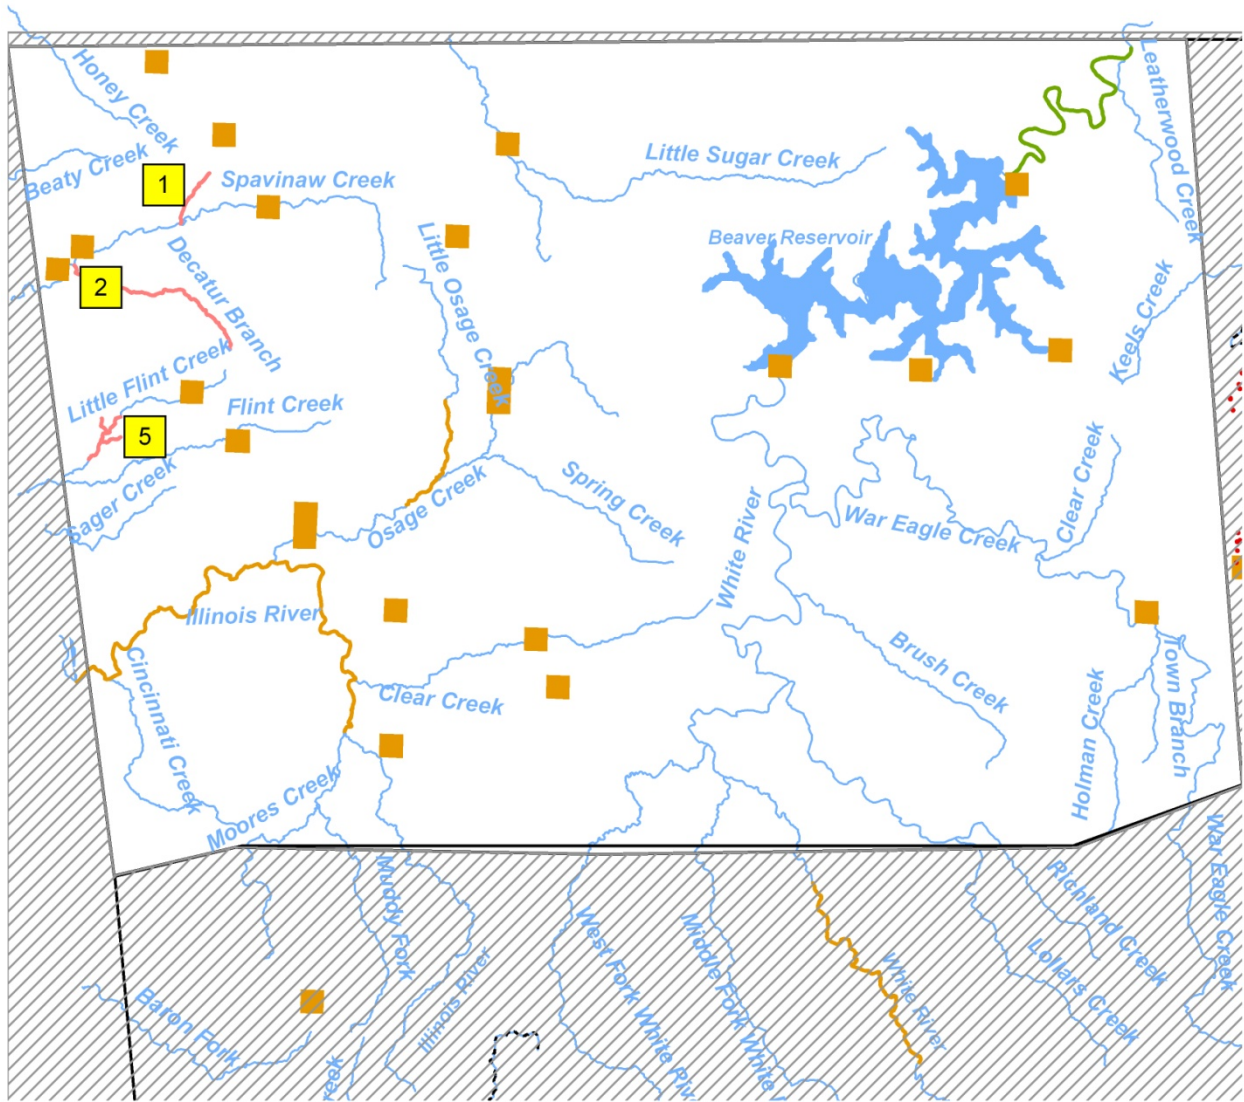 Honey Creek
Leatherwood Creek
Beaty Creek
1
Spavinaw Creek
Little Sugar Creek
Decatur Branch
Little Osage Creek
Beaver Reservoir
2
Keels Creek
Little Flint Creek
Flint Creek
5
Sager Creek
Osage Creek
Spring Creek
White River
War Eagle Creek
Clear Creek
Illinois River
Cincinnati Creek
Clear Creek
Brush Creek
Holman Creek
Town Branch
Moores Creek
Muddy Fork
Illinois River
West Fork White Riv
Middle Fork White
White River
Richland Creek
Lollars Creek
War Eagle Creek
Baron Fork
reek